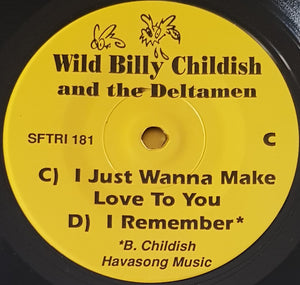 Wild Billy Childish
and the Deltamen
SFTRI 181 C
C) I Just Wanna Make
Love To You
D) I Remember*
*B. Childish
Havasong Music